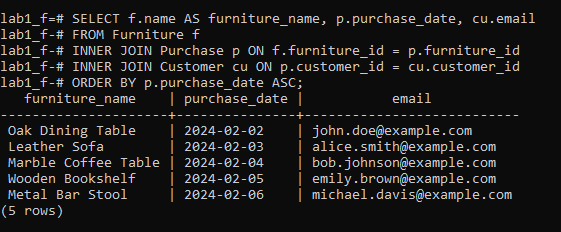 lab1_f=# SELECT f.name AS furniture_name, p.purchase_date, cu.email
lab1_f-# FROM Furniture f
lab1_f-# INNER JOIN Purchase p ON f.furniture_id = p.furniture_id
lab1_f-# INNER JOIN Customer cu ON p.customer_id = cu.customer_id
lab1_f-# ORDER BY p.purchase_date ASC;
   furniture_name    | purchase_date |           email
---------------------+---------------+---------------------------
 Oak Dining Table    | 2024-02-02    | john.doe@example.com
 Leather Sofa        | 2024-02-03    | alice.smith@example.com
 Marble Coffee Table | 2024-02-04    | bob.johnson@example.com
 Wooden Bookshelf    | 2024-02-05    | emily.brown@example.com
 Metal Bar Stool     | 2024-02-06    | michael.davis@example.com
(5 rows)